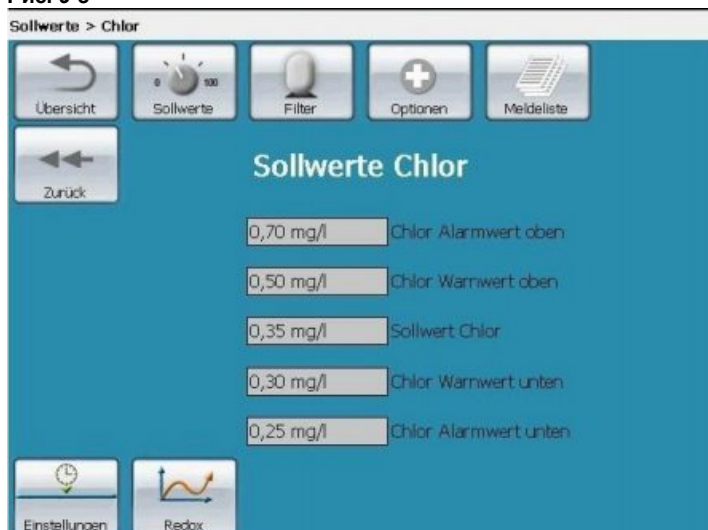 Sollwerte > Chlor
Übersicht
Sollwerte
0 100
Filter
Optionen
Meldeliste
Zurück
Sollwerte Chlor
0,70 mg/l Chlor Alarmwert oben
0,50 mg/l Chlor Warnwert oben
0,35 mg/l Sollwert Chlor
0,30 mg/l Chlor Warnwert unten
0,25 mg/l Chlor Alarmwert unten
Einstellungen
Redox